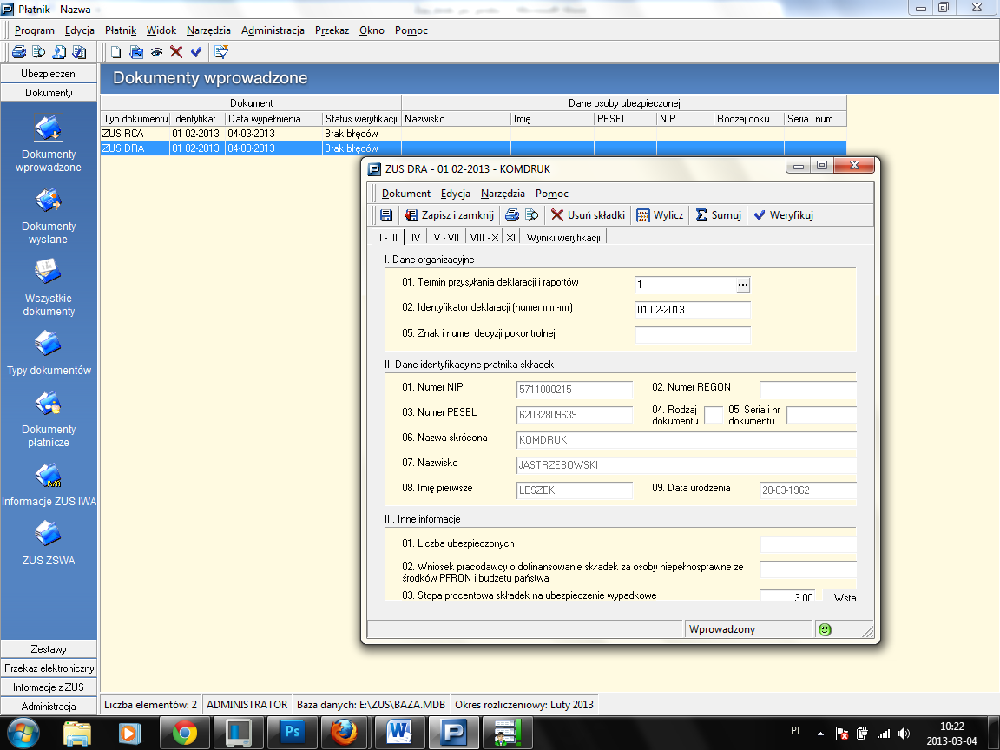 Płatnik - Nazwa
Program Edycja Płatnik Widok Narzędzia Administracja Przekaz Okno Pomoc
Ubezpieczeni
Dokumenty
Dokumenty wprowadzone
Dokumenty wysłane
Wszystkie dokumenty
Typy dokumentów
Dokumenty płatnicze
IWA
Informacje ZUS IWA
ZUS ZSWA
Zestawy
Przekaz elektroniczny
Informacje z ZUS
Administracja
Dokumenty wprowadzone
Dokument Dane osoby ubezpieczonej
Typ dokumentu Identyfikat... Data wypełnienia Status weryfikacji Nazwisko Imię PESEL NIP Rodzaj doku... Seria i num...
ZUS RCA 01 02-2013 04-03-2013 Brak błędów
ZUS DRA 01 02-2013 04-03-2013 Brak błędów
ZUS DRA - 01 02-2013 - KOMDRUK
Dokument Edycja Narzędzia Pomoc
Zapisz i zamknij Usuń składki Wylicz Sumuj Weryfikuj
I - III IV V - VII VIII - X XI Wyniki weryfikacji
I. Dane organizacyjne
01. Termin przysyłania deklaracji i raportów 1 ...
02. Identyfikator deklaracji (numer mm-rrrr) 01 02-2013
05. Znak i numer decyzji pokontrolnej
II. Dane identyfikacyjne płatnika składek
01. Numer NIP 5711000215 02. Numer REGON
03. Numer PESEL 62032809639 04. Rodzaj dokumentu 05. Seria i nr dokumentu
06. Nazwa skrócona KOMDRUK
07. Nazwisko JASTRZEBOWSKI
08. Imię pierwsze LESZEK 09. Data urodzenia 28-03-1962
III. Inne informacje
01. Liczba ubezpieczonych
02. Wniosek pracodawcy o dofinansowanie składek za osoby niepełnosprawne ze
środków PFRON i budżetu państwa
03. Stopa procentowa składek na ubezpieczenie wypadkowe 3,00 Wsta
Wprowadzony
Liczba elementów: 2 ADMINISTRATOR Baza danych: E:\ZUS\BAZA.MDB Okres rozliczeniowy: Luty 2013
Ps W P PL 10:22
2013-03-04